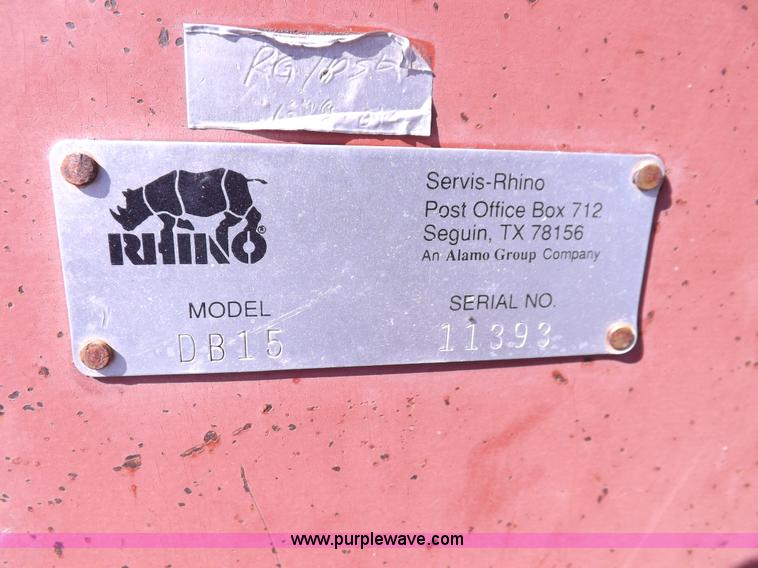 RHINO®
Servis-Rhino
Post Office Box 712
Seguin, TX 78156
An Alamo Group Company
MODEL
DB15
SERIAL NO.
11393
www.purplewave.com